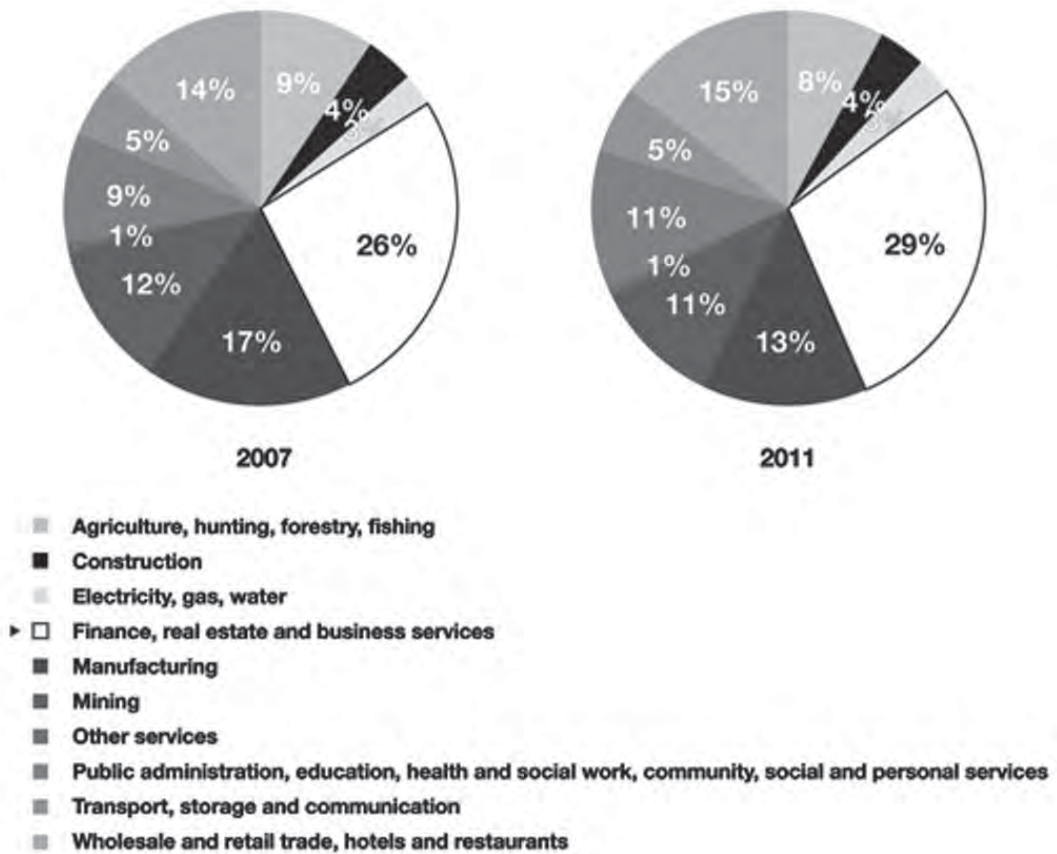 14%
9%
4%
3%
5%
9%
1%
12%
26%
17%
2007
15%
8%
4%
3%
5%
11%
1%
11%
29%
13%
2011
Agriculture, hunting, forestry, fishing
Construction
Electricity, gas, water
Finance, real estate and business services
Manufacturing
Mining
Other services
Public administration, education, health and social work, community, social and personal services
Transport, storage and communication
Wholesale and retail trade, hotels and restaurants